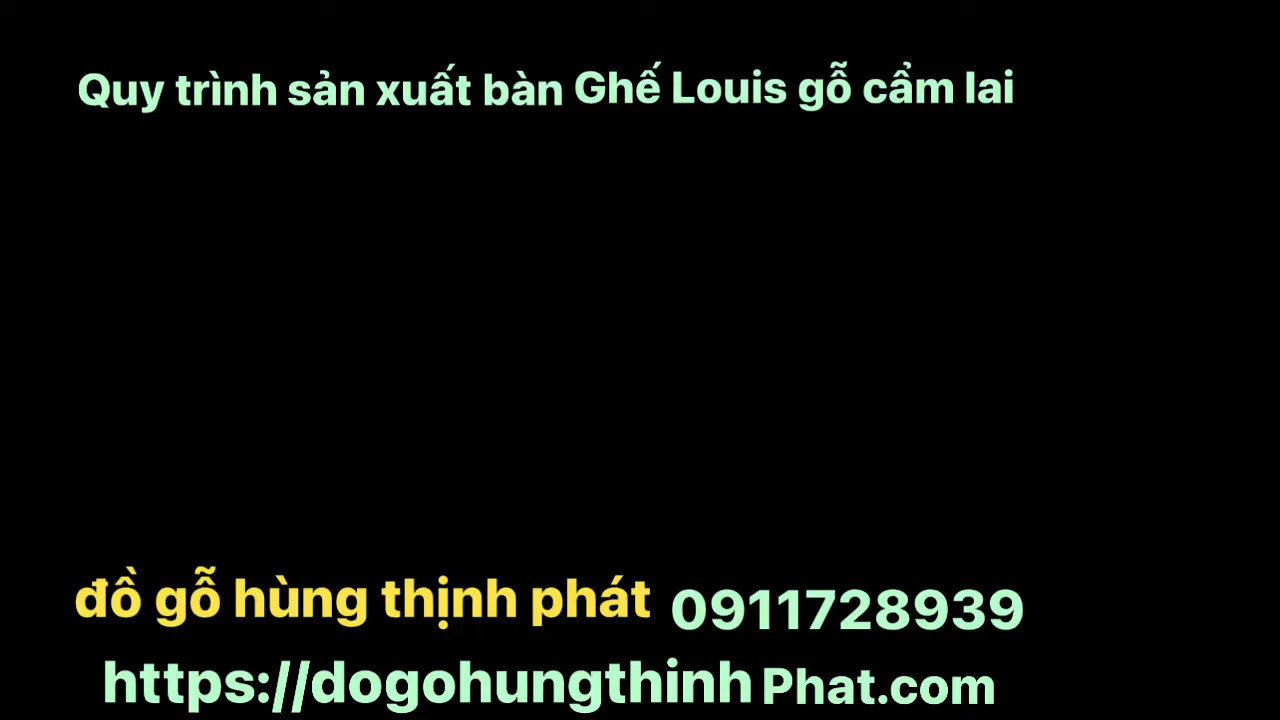 Quy trình sản xuất bàn Ghế Louis gỗ cẩm lai
đồ gỗ hùng thịnh phát 0911728939
https://dogohungthinh Phat.com